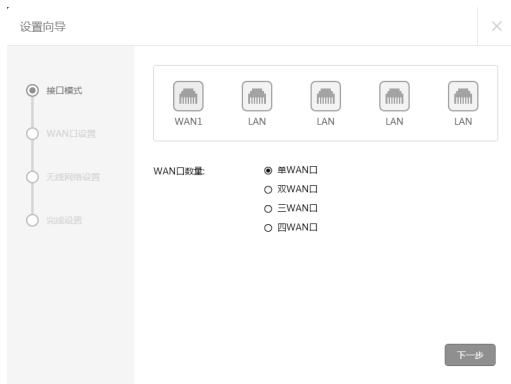 设置向导
接口模式
WAN口设置
无线网络设置
完成设置
WAN1 LAN LAN LAN LAN
WAN口数量:
单WAN口
双WAN口
三WAN口
四WAN口
下一步